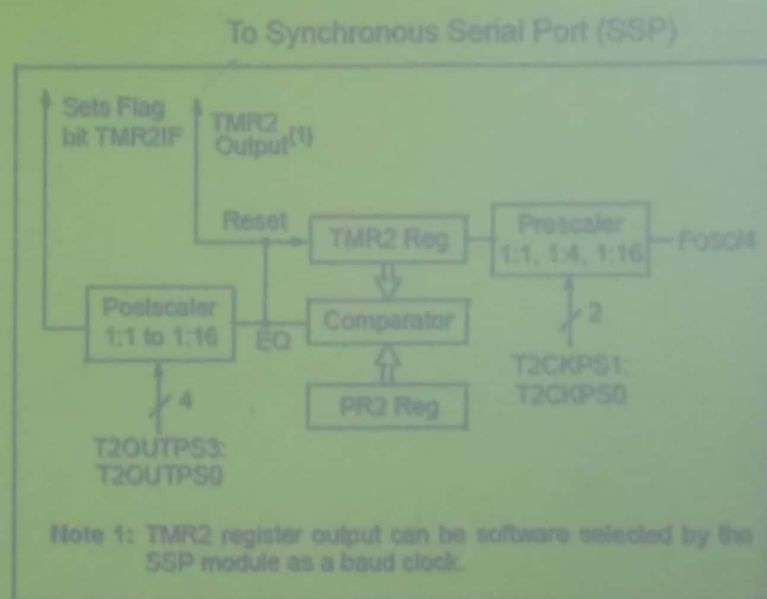 To Synchronous Serial Port (SSP)
Sets Flag
bit TMR2IF
TMR2
Output(1)
Reset
TMR2 Reg
Prescaler
1:1, 1:4, 1:16
Fosc/4
Postscaler
1:1 to 1:16
EQ
Comparator
2
T2CKPS1:
T2CKPS0
4
PR2 Reg
T2OUTPS3:
T2OUTPS0
Note 1: TMR2 register output can be software selected by the
SSP module as a baud clock.